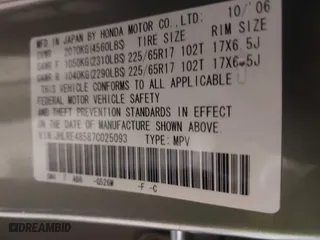 IN JAPAN BY HONDA MOTOR CO., LTD. 10/'06
GVWR TIRE SIZE RIM SIZE
2070KG(4560LBS)
GAWR F 1050KG(2310LBS) 225/65R17 102T 17X6.5J
GAWR R 1040KG(2290LBS) 225/65R17 102T 17X6.5J
THIS VEHICLE CONFORMS TO ALL APPLICABLE
FEDERAL MOTOR VEHICLE SAFETY
AND THEFT PREVENTION STANDARDS IN EFFECT ON
THE DATE OF MANUFACTURE SHOWN ABOVE.
V.I.N. JHLRE48587C025093 TYPE: MPV
-F -C
DREAMBID